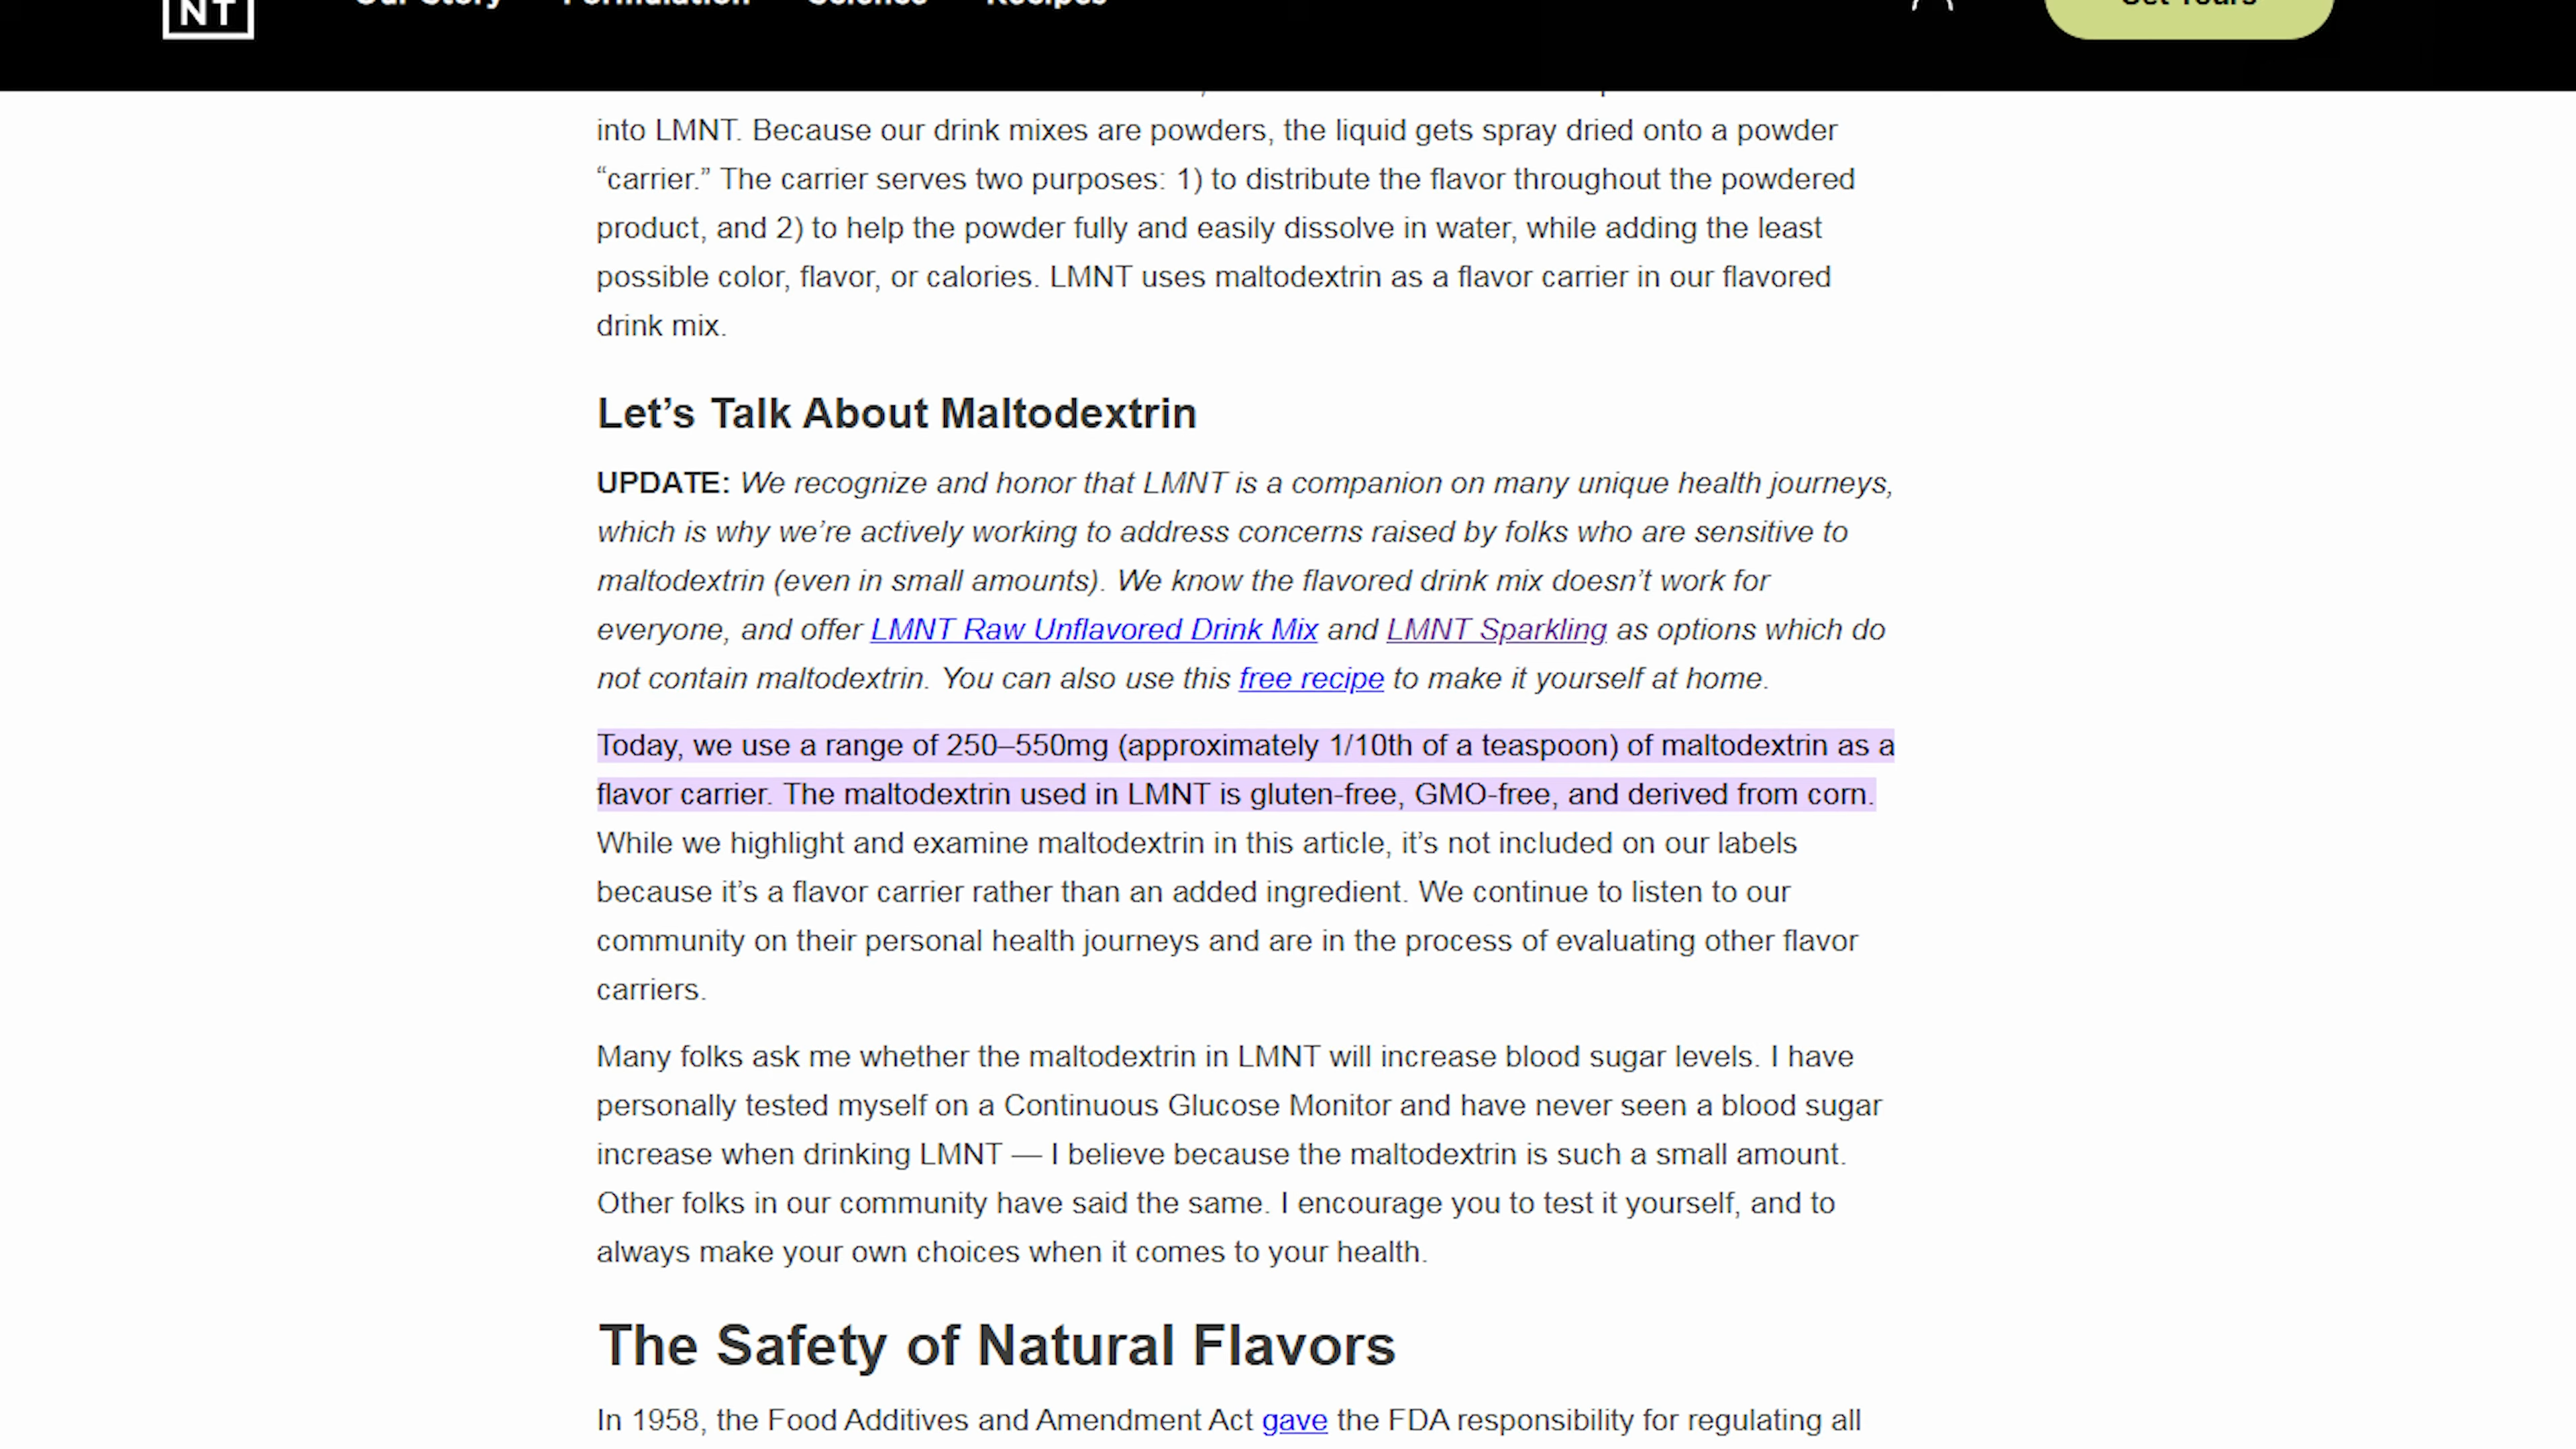 NT
Our Story Formulation Science Recipes
Get Yours
into LMNT. Because our drink mixes are powders, the liquid gets spray dried onto a powder
“carrier.” The carrier serves two purposes: 1) to distribute the flavor throughout the powdered
product, and 2) to help the powder fully and easily dissolve in water, while adding the least
possible color, flavor, or calories. LMNT uses maltodextrin as a flavor carrier in our flavored
drink mix.
Let’s Talk About Maltodextrin
UPDATE: We recognize and honor that LMNT is a companion on many unique health journeys,
which is why we’re actively working to address concerns raised by folks who are sensitive to
maltodextrin (even in small amounts). We know the flavored drink mix doesn’t work for
everyone, and offer LMNT Raw Unflavored Drink Mix and LMNT Sparkling as options which do
not contain maltodextrin. You can also use this free recipe to make it yourself at home.
Today, we use a range of 250–550mg (approximately 1/10th of a teaspoon) of maltodextrin as a
flavor carrier. The maltodextrin used in LMNT is gluten-free, GMO-free, and derived from corn.
While we highlight and examine maltodextrin in this article, it’s not included on our labels
because it’s a flavor carrier rather than an added ingredient. We continue to listen to our
community on their personal health journeys and are in the process of evaluating other flavor
carriers.
Many folks ask me whether the maltodextrin in LMNT will increase blood sugar levels. I have
personally tested myself on a Continuous Glucose Monitor and have never seen a blood sugar
increase when drinking LMNT — I believe because the maltodextrin is such a small amount.
Other folks in our community have said the same. I encourage you to test it yourself, and to
always make your own choices when it comes to your health.
The Safety of Natural Flavors
In 1958, the Food Additives and Amendment Act gave the FDA responsibility for regulating all